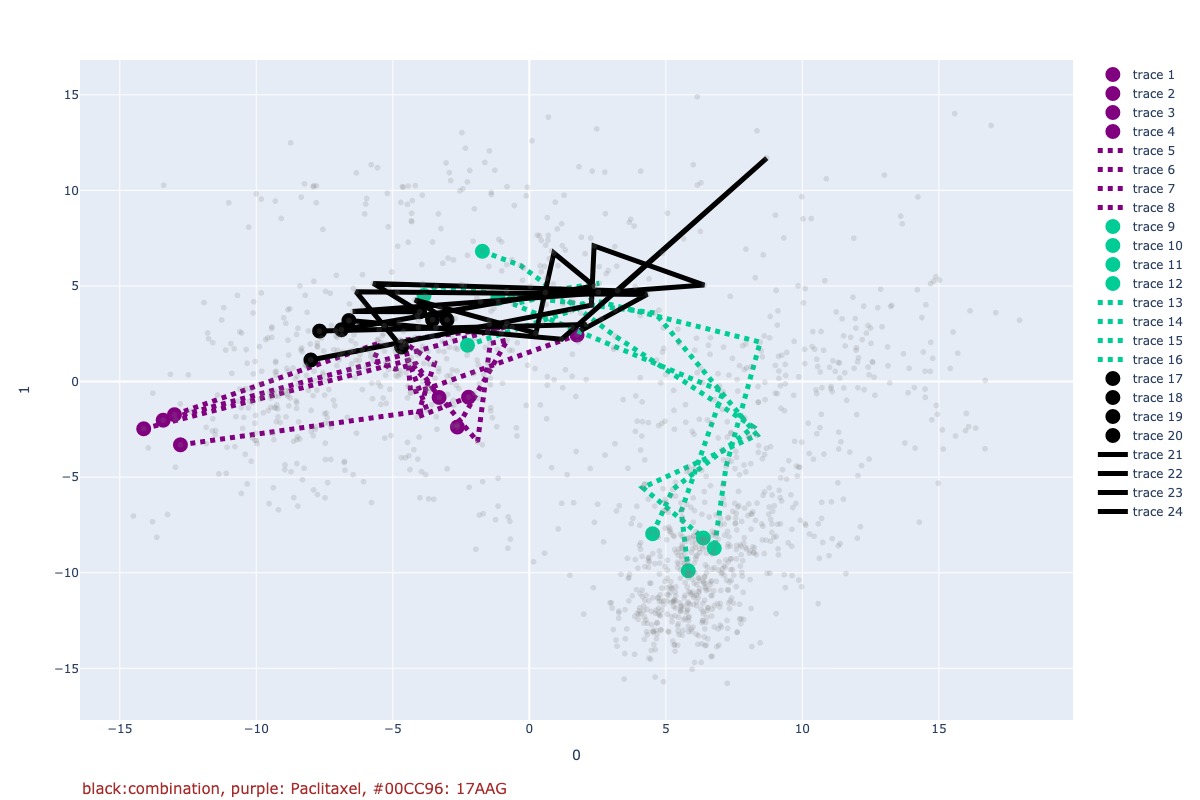 15
10
5
0
−5
−10
−15
1
−15
−10
−5
0
5
10
15
0
trace 1
trace 2
trace 3
trace 4
trace 5
trace 6
trace 7
trace 8
trace 9
trace 10
trace 11
trace 12
trace 13
trace 14
trace 15
trace 16
trace 17
trace 18
trace 19
trace 20
trace 21
trace 22
trace 23
trace 24
black:combination, purple: Paclitaxel, #00CC96: 17AAG